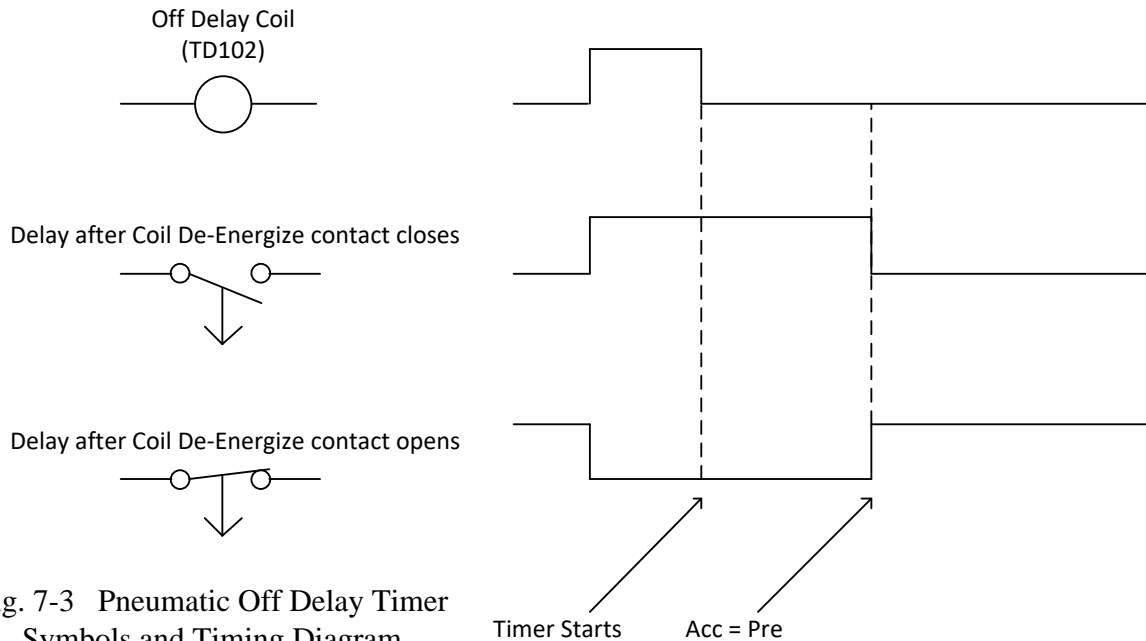 Off Delay Coil
(TD102)
Delay after Coil De-Energize contact closes
Delay after Coil De-Energize contact opens
g. 7-3 Pneumatic Off Delay Timer
Symbols and Timing Diagram
Timer Starts
Acc = Pre